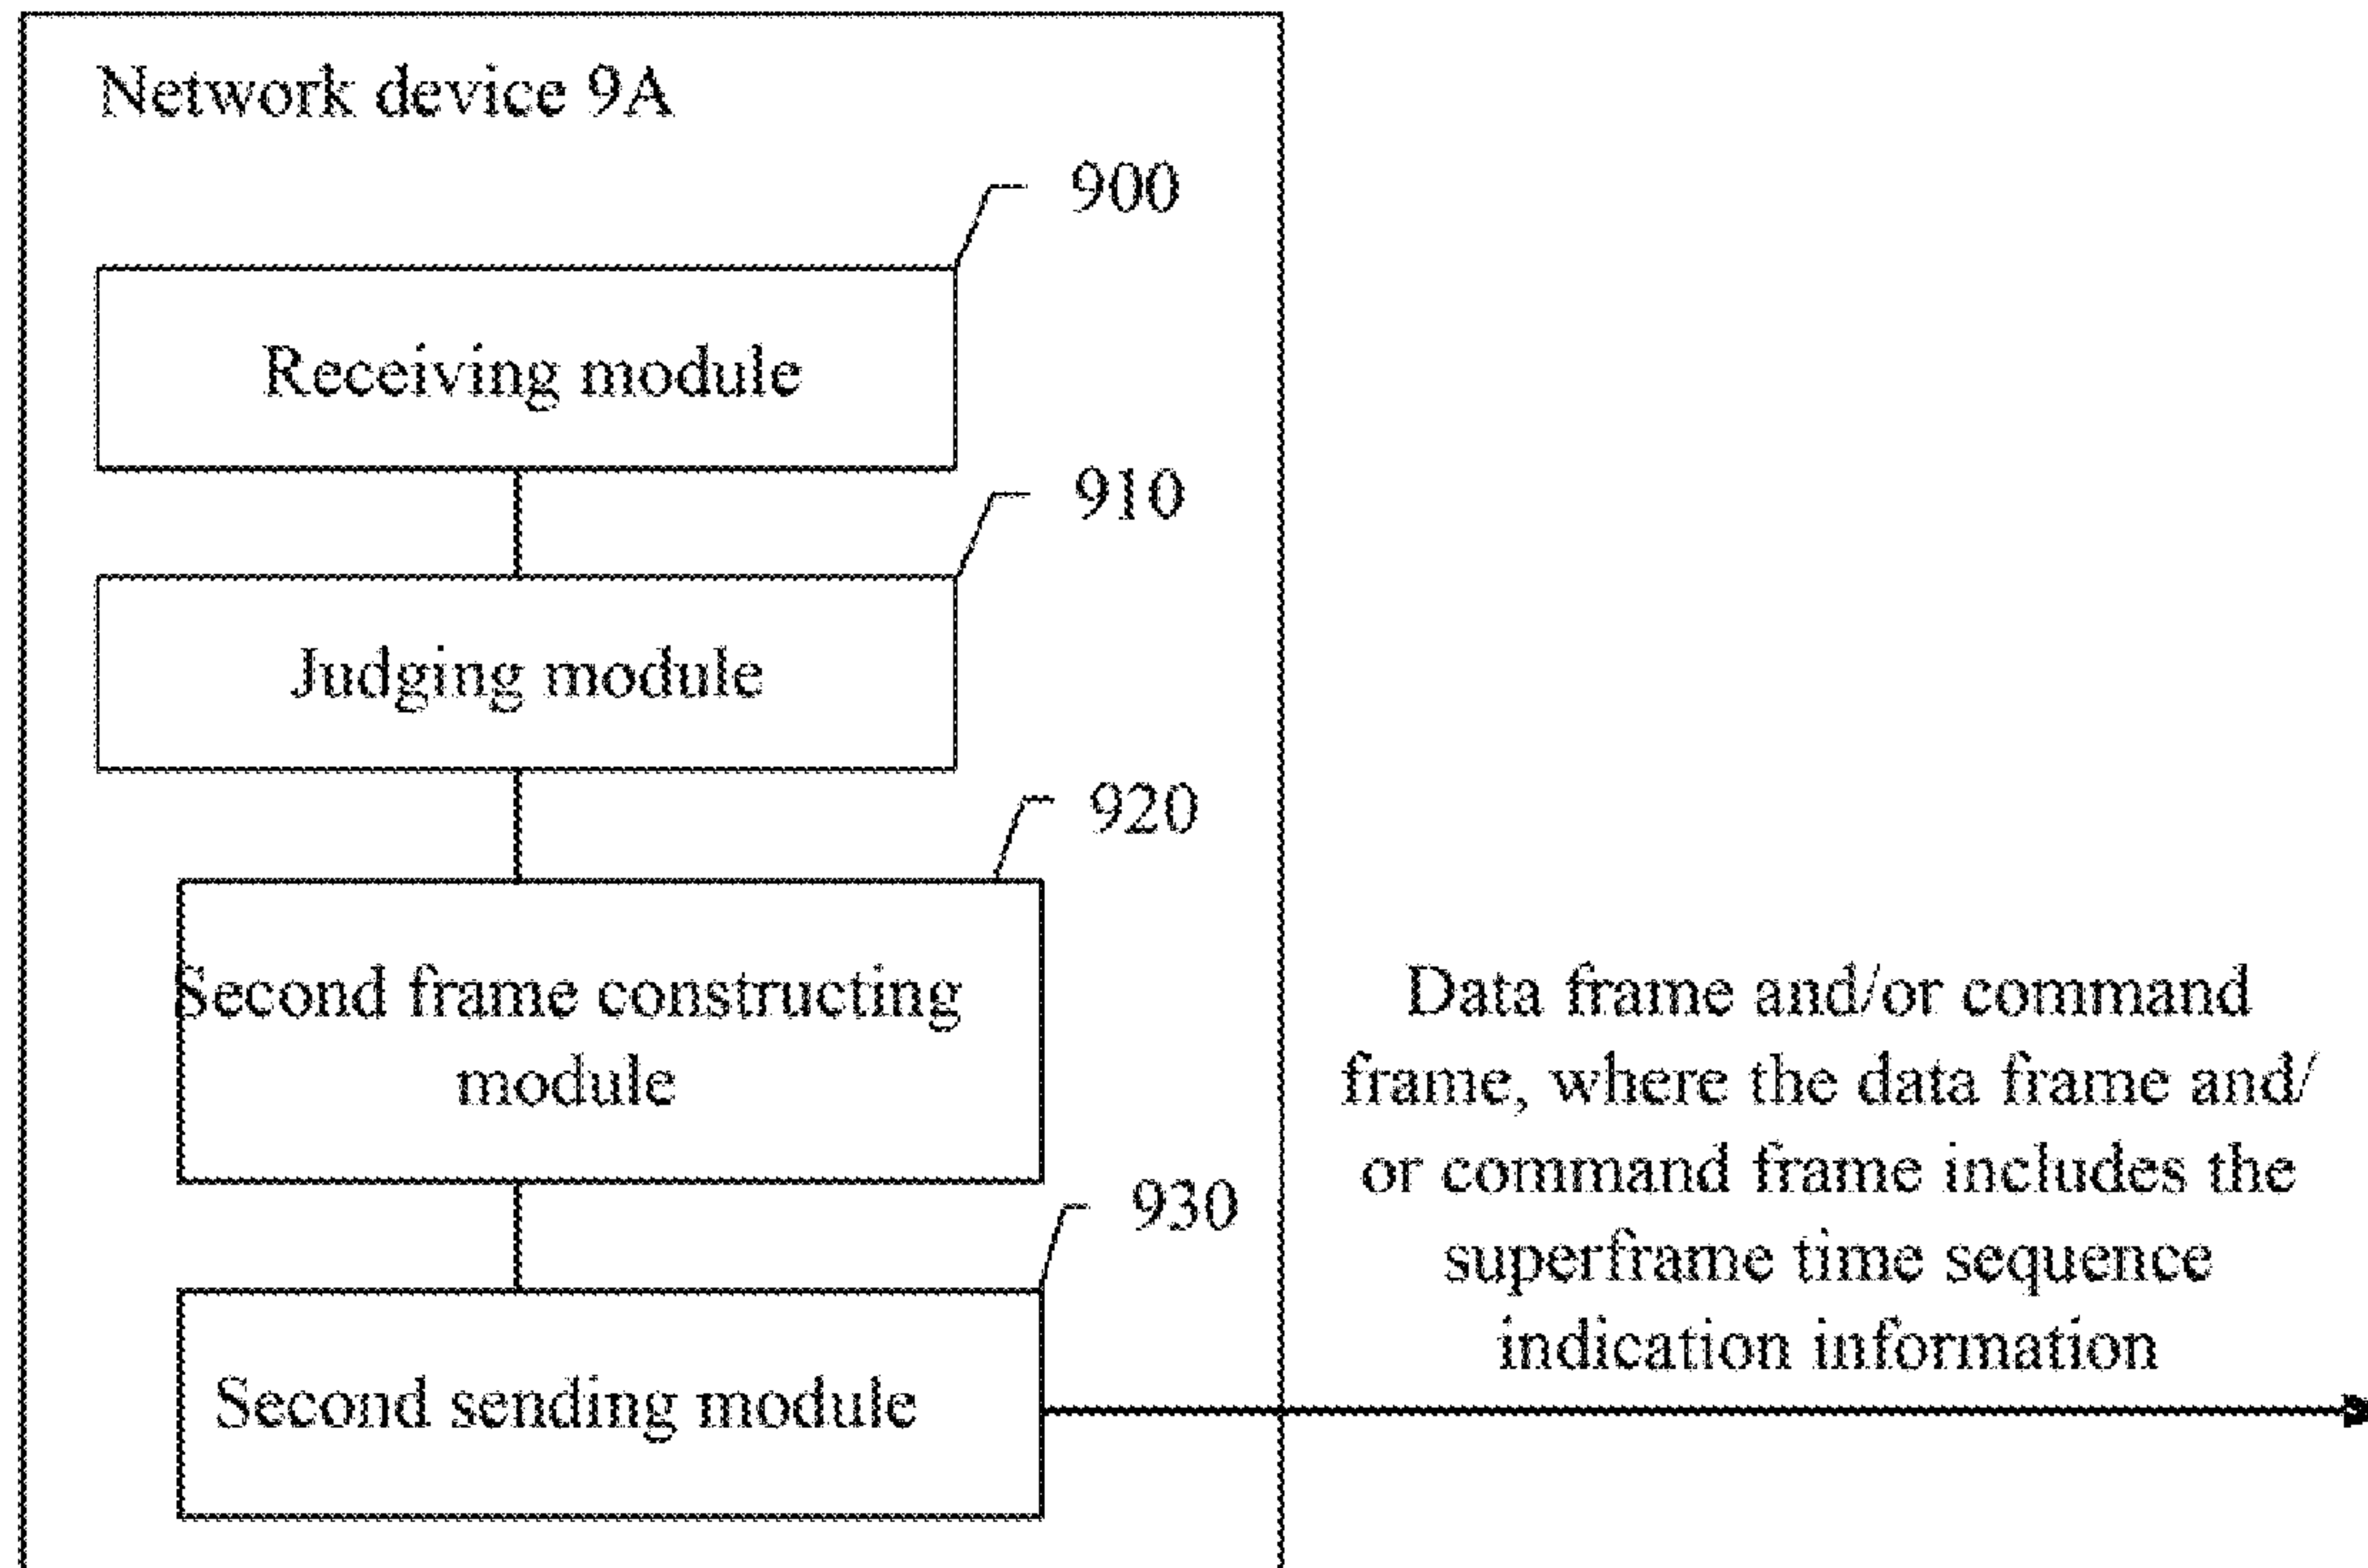 Network device 9A
900
Receiving module
910
Judging module
920
Second frame constructing
module
930
Second sending module
Data frame and/or command
frame, where the data frame and/
or command frame includes the
superframe time sequence
indication information